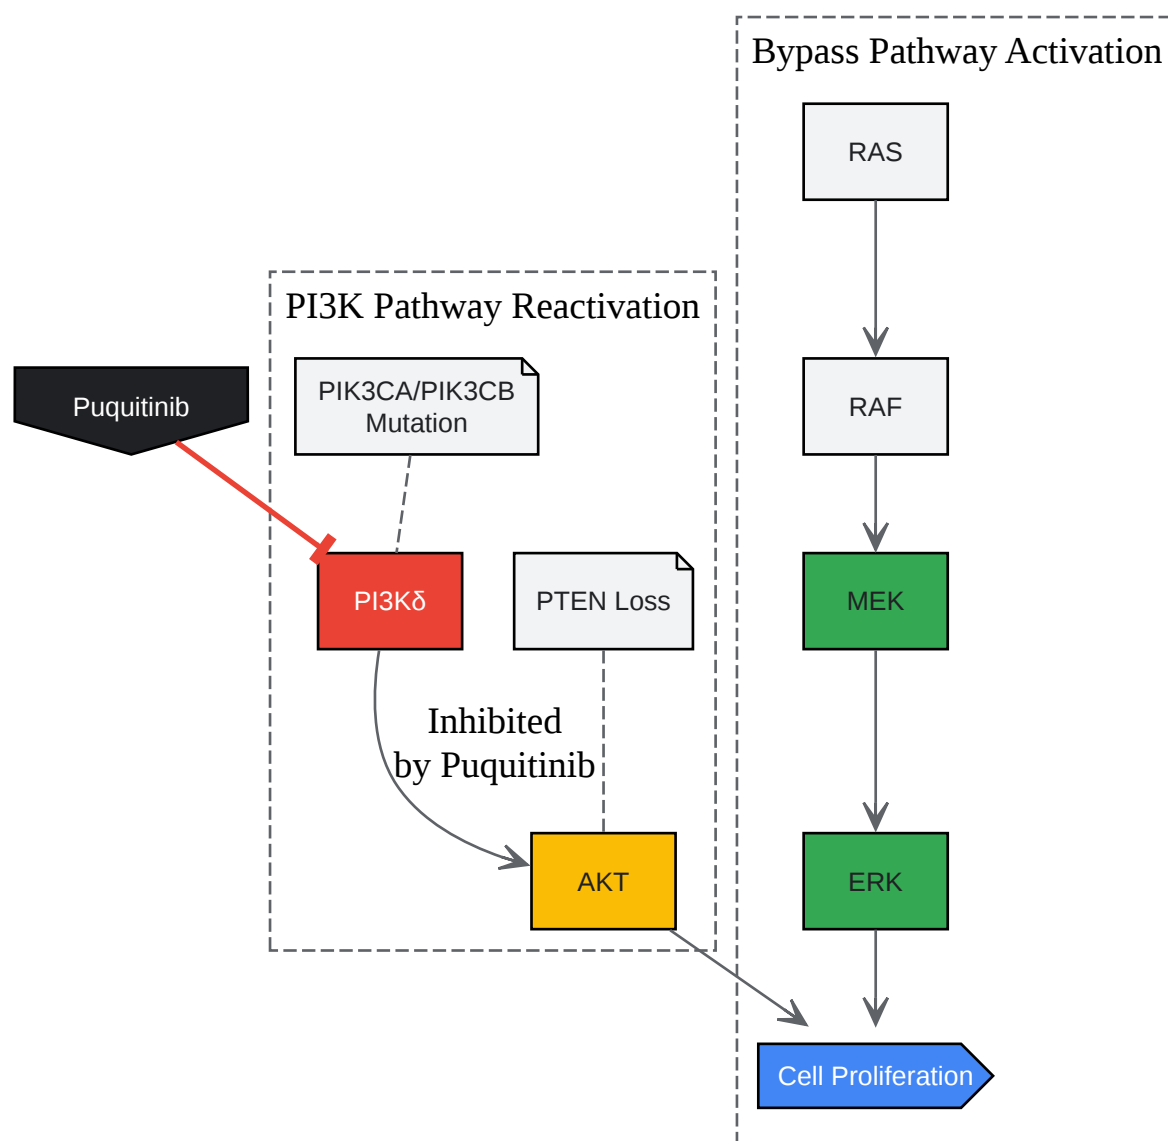 Bypass Pathway Activation
RAS
PI3K Pathway Reactivation
Puquitinib
PIK3CA/PIK3CB
Mutation
RAF
PI3Kδ
PTEN Loss
MEK
Inhibited
by Puquitinib
AKT
ERK
Cell Proliferation